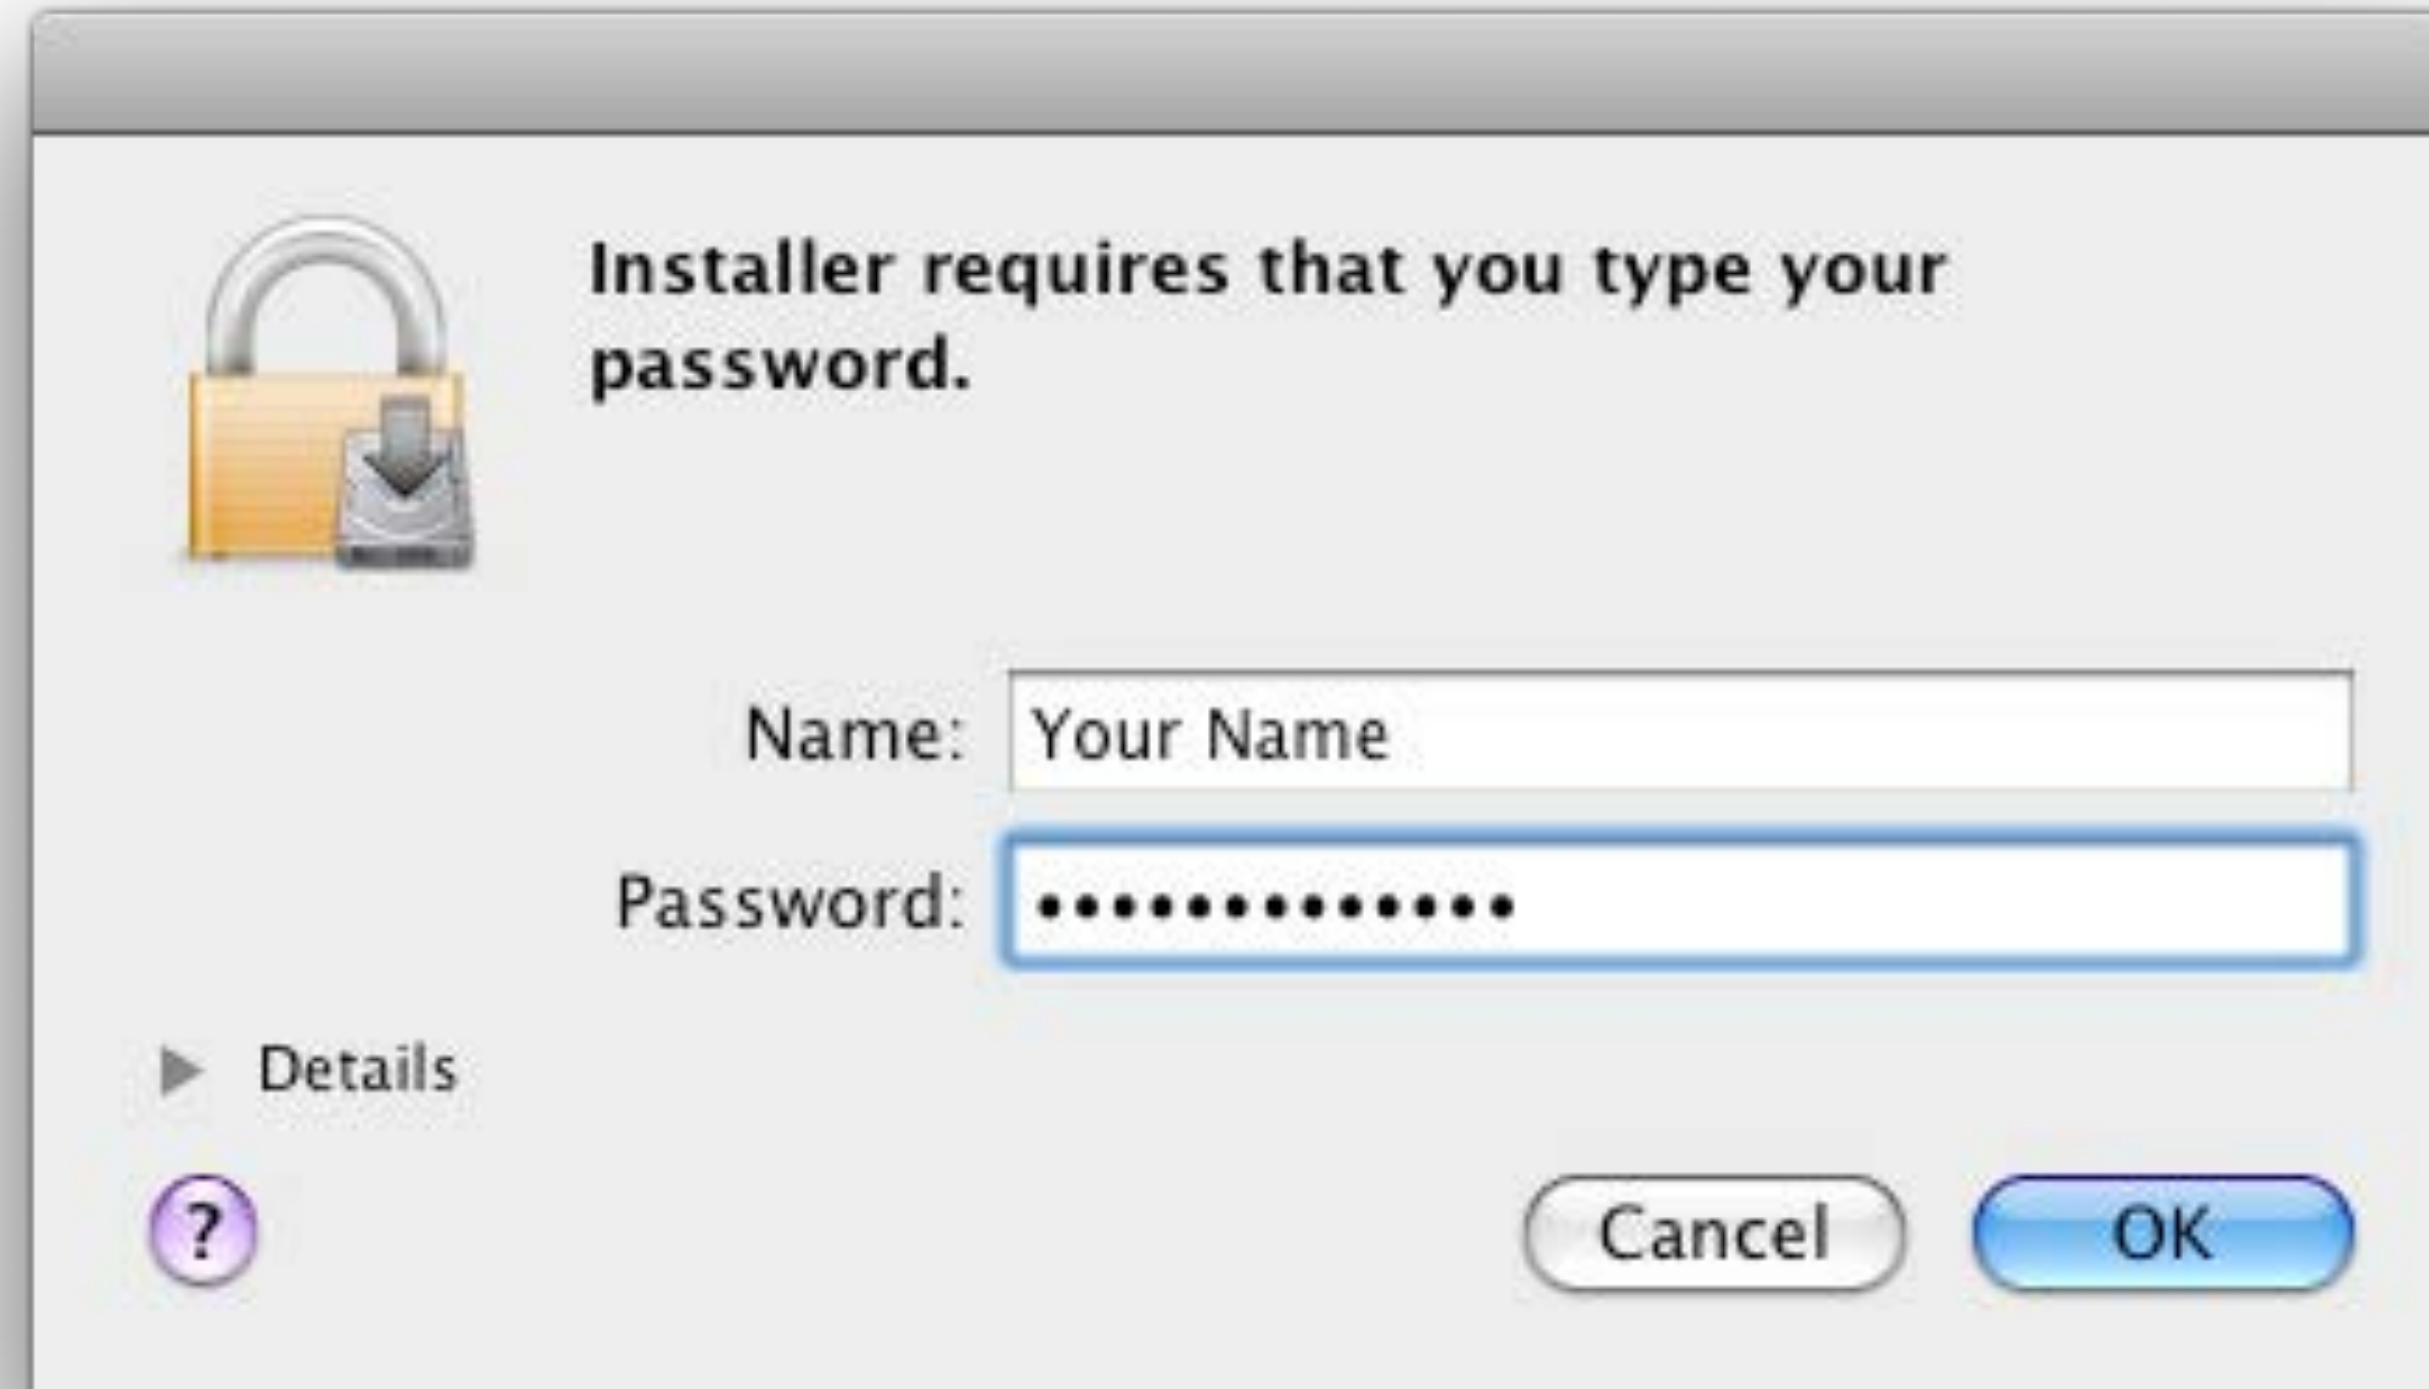 Installer requires that you type your
password.
Name: Your Name
Password: •••••••••••••
Details
?
Cancel OK